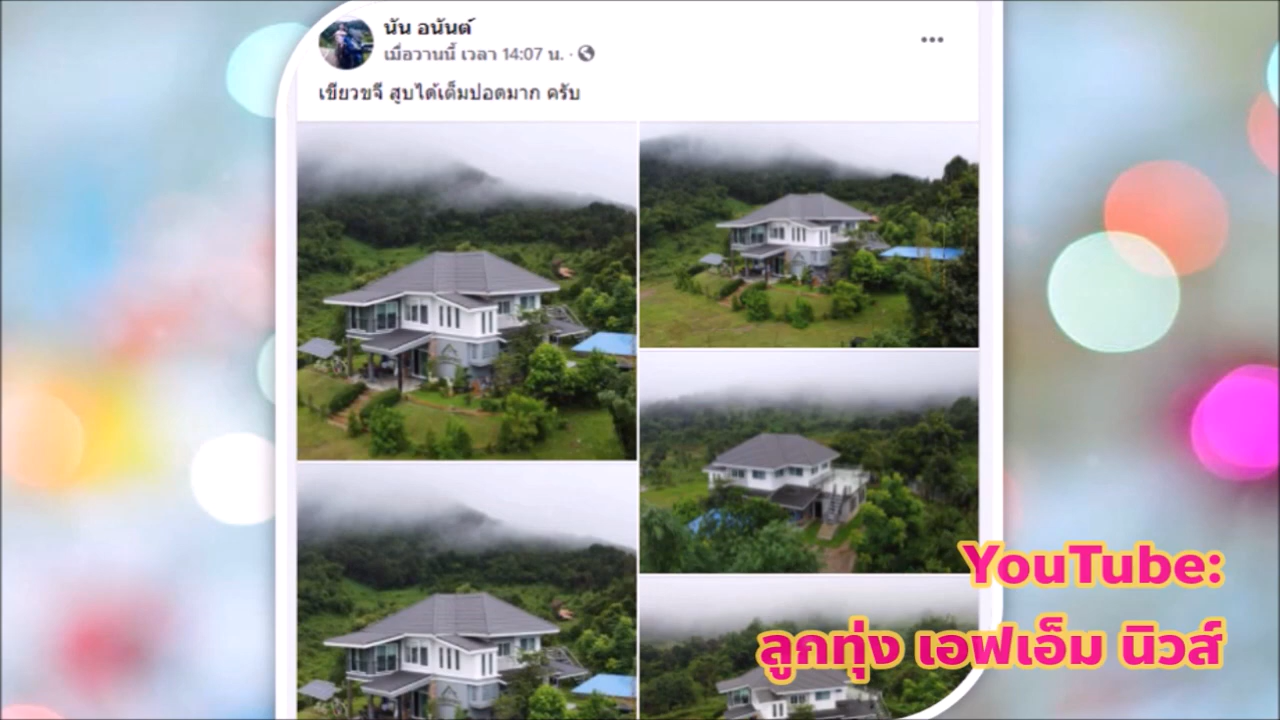 นัน อนันต์
เมื่อวานนี้ เวลา 14:07 น. ·
เขียวขจี สูบได้เต็มปอดมาก ครับ
YouTube:
ลูกทุ่ง เอฟเอ็ม นิวส์